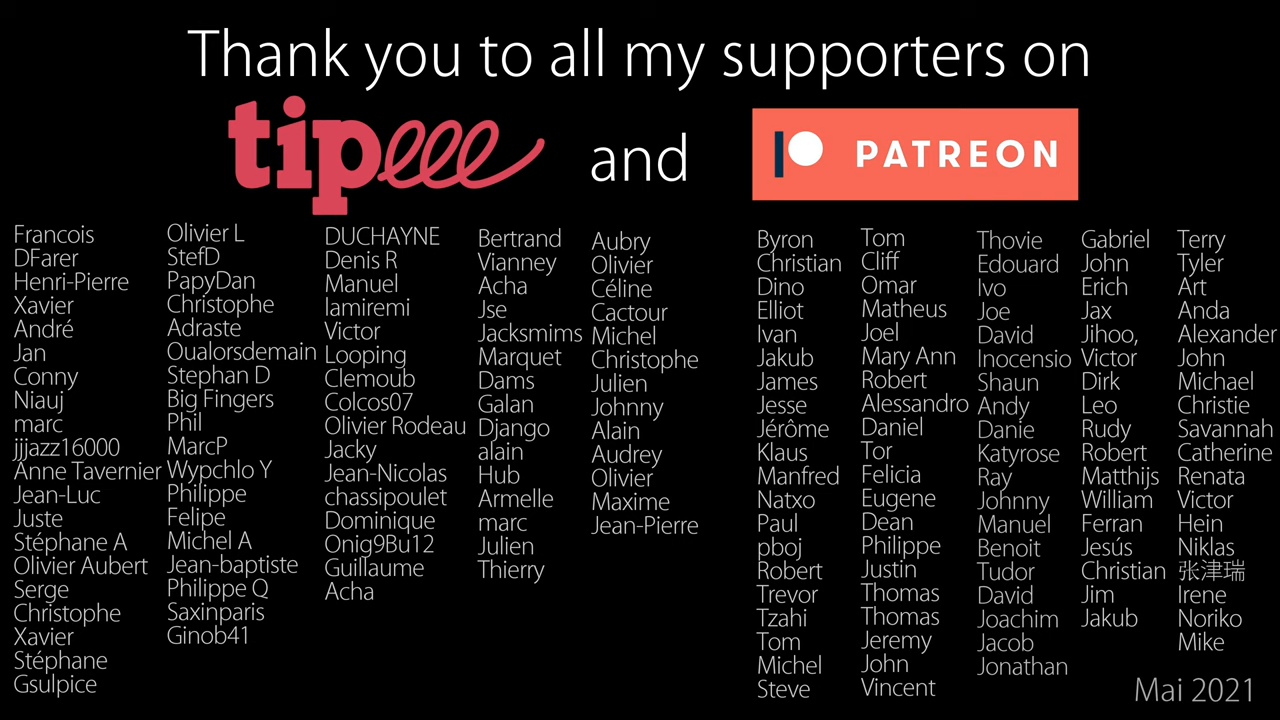 Thank you to all my supporters on
tipeee and PATREON
Francois
DFarer
Henri-Pierre
Xavier
André
Jan
Conny
Niauj
marc
jjjazz16000
Anne Tavernier
Jean-Luc
Juste
Stéphane A
Olivier Aubert
Serge
Christophe
Xavier
Stéphane
Gsulpice
Olivier L
StefD
PapyDan
Christophe
Adraste
Oualorsdemain
Stephan D
Big Fingers
Phil
MarcP
Wypchlo Y
Philippe
Felipe
Michel A
Jean-baptiste
Philippe Q
Saxinparis
Ginob41
DUCHAYNE
Denis R
Manuel
lamiremi
Victor
Looping
Clemoub
Colcos07
Olivier Rodeau
Jacky
Jean-Nicolas
chassipoulet
Dominique
Onig9Bu12
Guillaume
Acha
Bertrand
Vianney
Acha
Jse
Jacksmims
Marquet
Dams
Galan
Django
alain
Hub
Armelle
marc
Julien
Thierry
Aubry
Olivier
Céline
Cactour
Michel
Christophe
Julien
Johnny
Alain
Audrey
Olivier
Maxime
Jean-Pierre
Byron
Christian
Dino
Elliot
Ivan
Jakub
James
Jesse
Jérôme
Klaus
Manfred
Natxo
Paul
pboj
Robert
Trevor
Tzahi
Tom
Michel
Steve
Tom
Cliff
Omar
Matheus
Joel
Mary Ann
Robert
Alessandro
Daniel
Tor
Felicia
Eugene
Dean
Philippe
Justin
Thomas
Thomas
Jeremy
John
Vincent
Thovie
Edouard
Ivo
Joe
David
Inocensio
Shaun
Andy
Danie
Katyrose
Ray
Johnny
Manuel
Benoit
Tudor
David
Joachim
Jacob
Jonathan
Gabriel
John
Erich
Jax
Jihoo,
Victor
Dirk
Leo
Rudy
Robert
Matthijs
William
Ferran
Jesús
Christian
Jim
Jakub
Terry
Tyler
Art
Anda
Alexander
John
Michael
Christie
Savannah
Catherine
Renata
Victor
Hein
Niklas
张津瑞
Irene
Noriko
Mike
Mai 2021